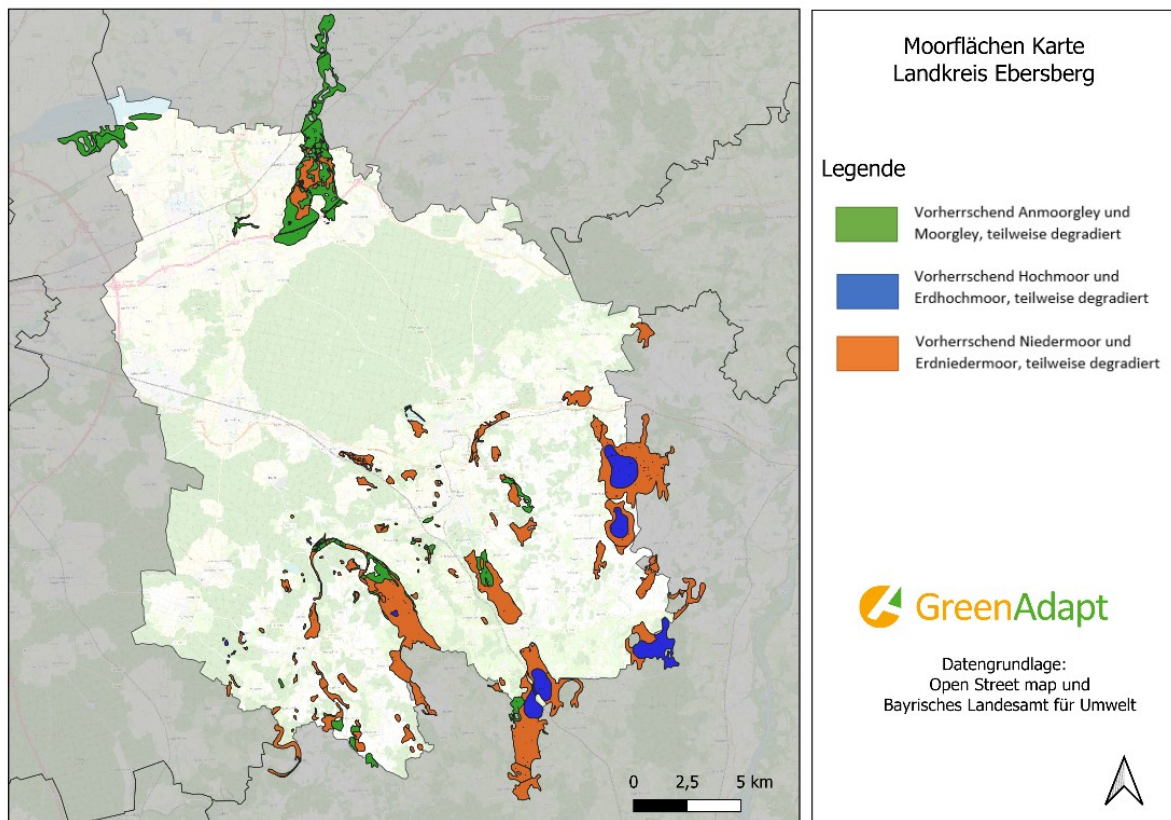 Moorflächen Karte
Landkreis Ebersberg
Legende
Vorherrschend Anmoorgley und
Moorgley, teilweise degradiert
Vorherrschend Hochmoor und
Erdhochmoor, teilweise degradiert
Vorherrschend Niedermoor und
Erdniedermoor, teilweise degradiert
GreenAdapt
Datengrundlage:
Open Street map und
Bayrisches Landesamt für Umwelt
0 2,5 5 km